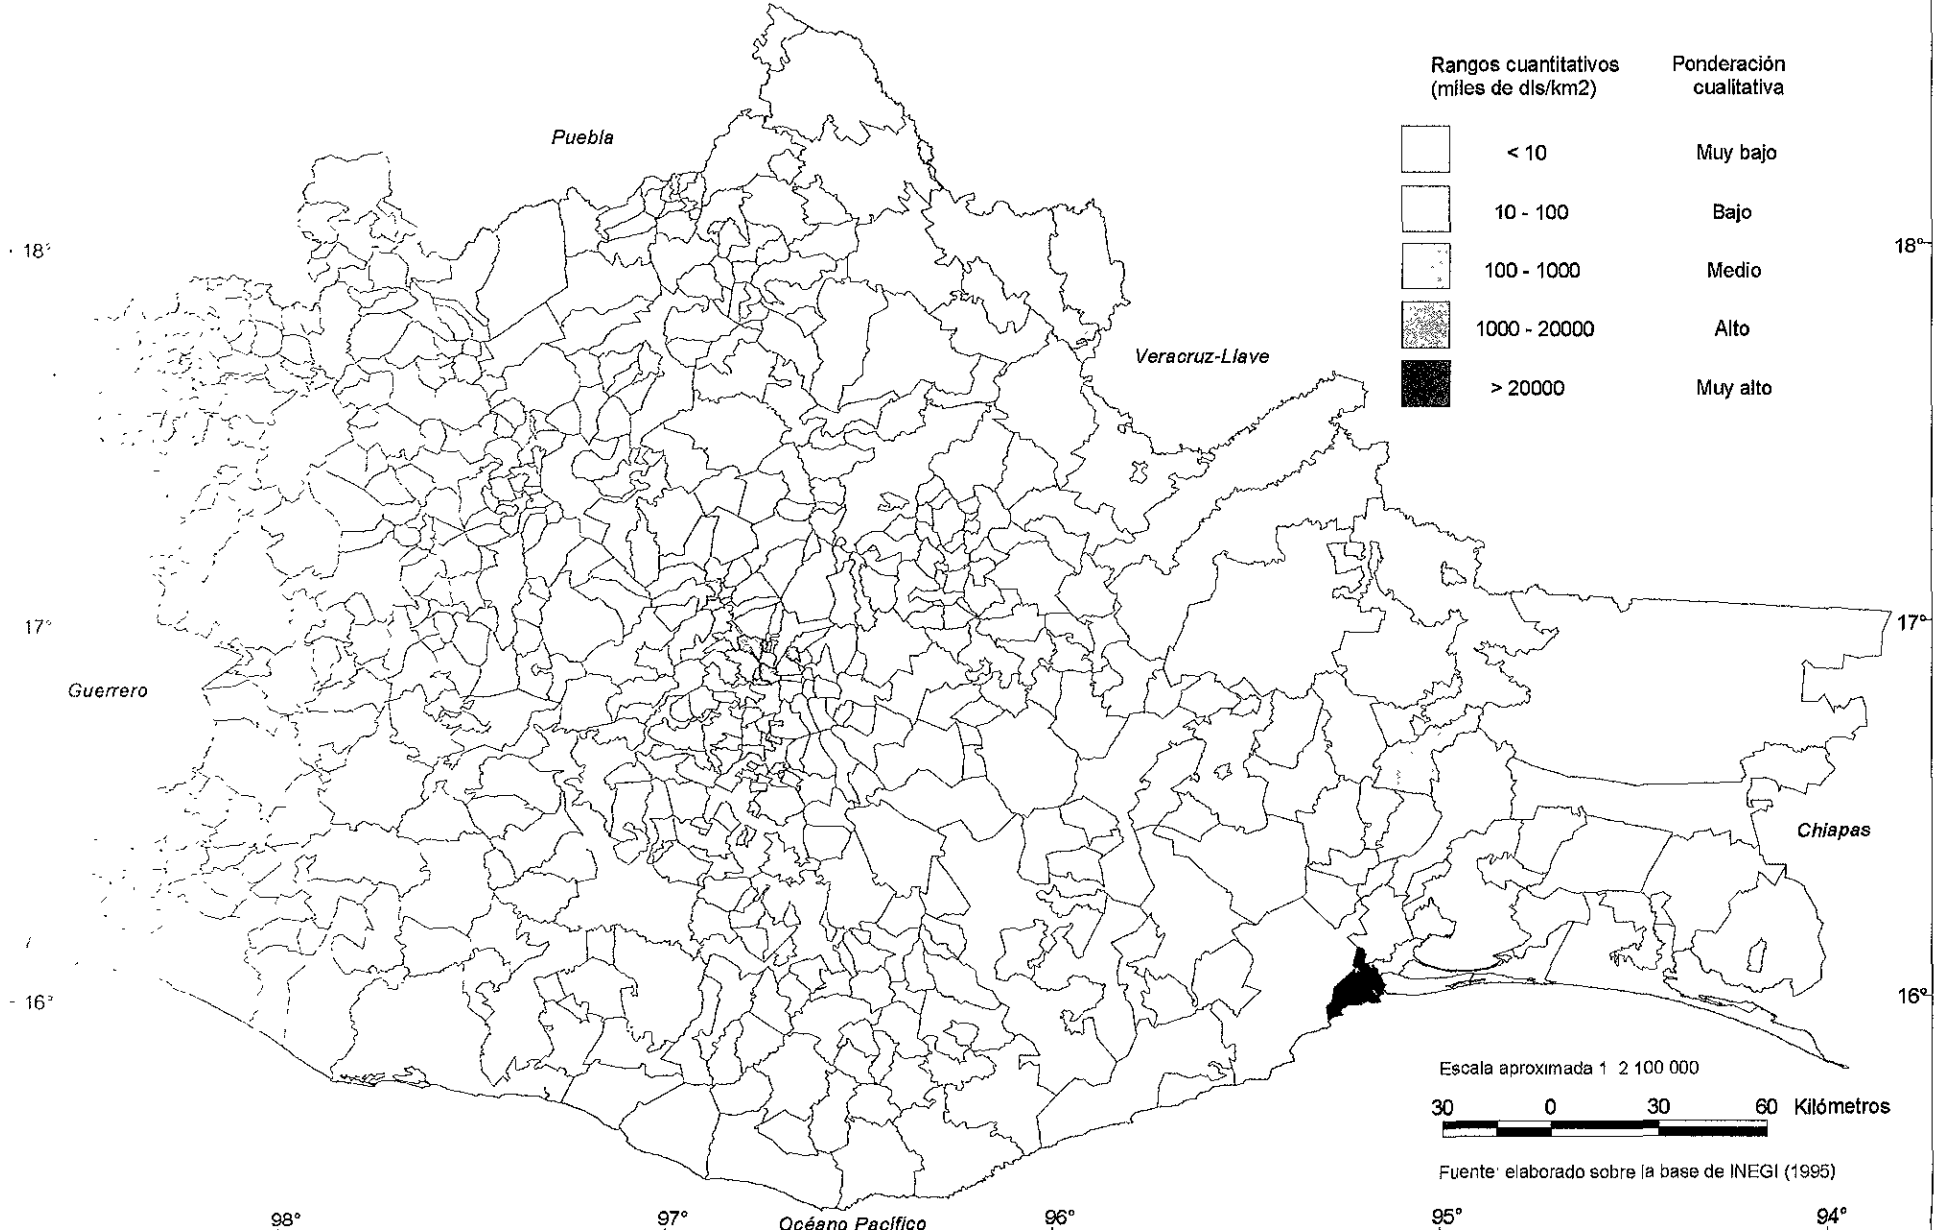 Rangos cuantitativos
(miles de dls/km2)
Ponderación
cualitativa
< 10 Muy bajo
10 - 100 Bajo
100 - 1000 Medio
1000 - 20000 Alto
> 20000 Muy alto
Puebla
18°
18°
Veracruz-Llave
17°
17°
Guerrero
Chiapas
16°
16°
Escala aproximada 1 2 100 000
30 0 30 60 Kilómetros
Fuente elaborado sobre la base de INEGI (1995)
98° 97° 96° 95° 94°
Océano Pacífico